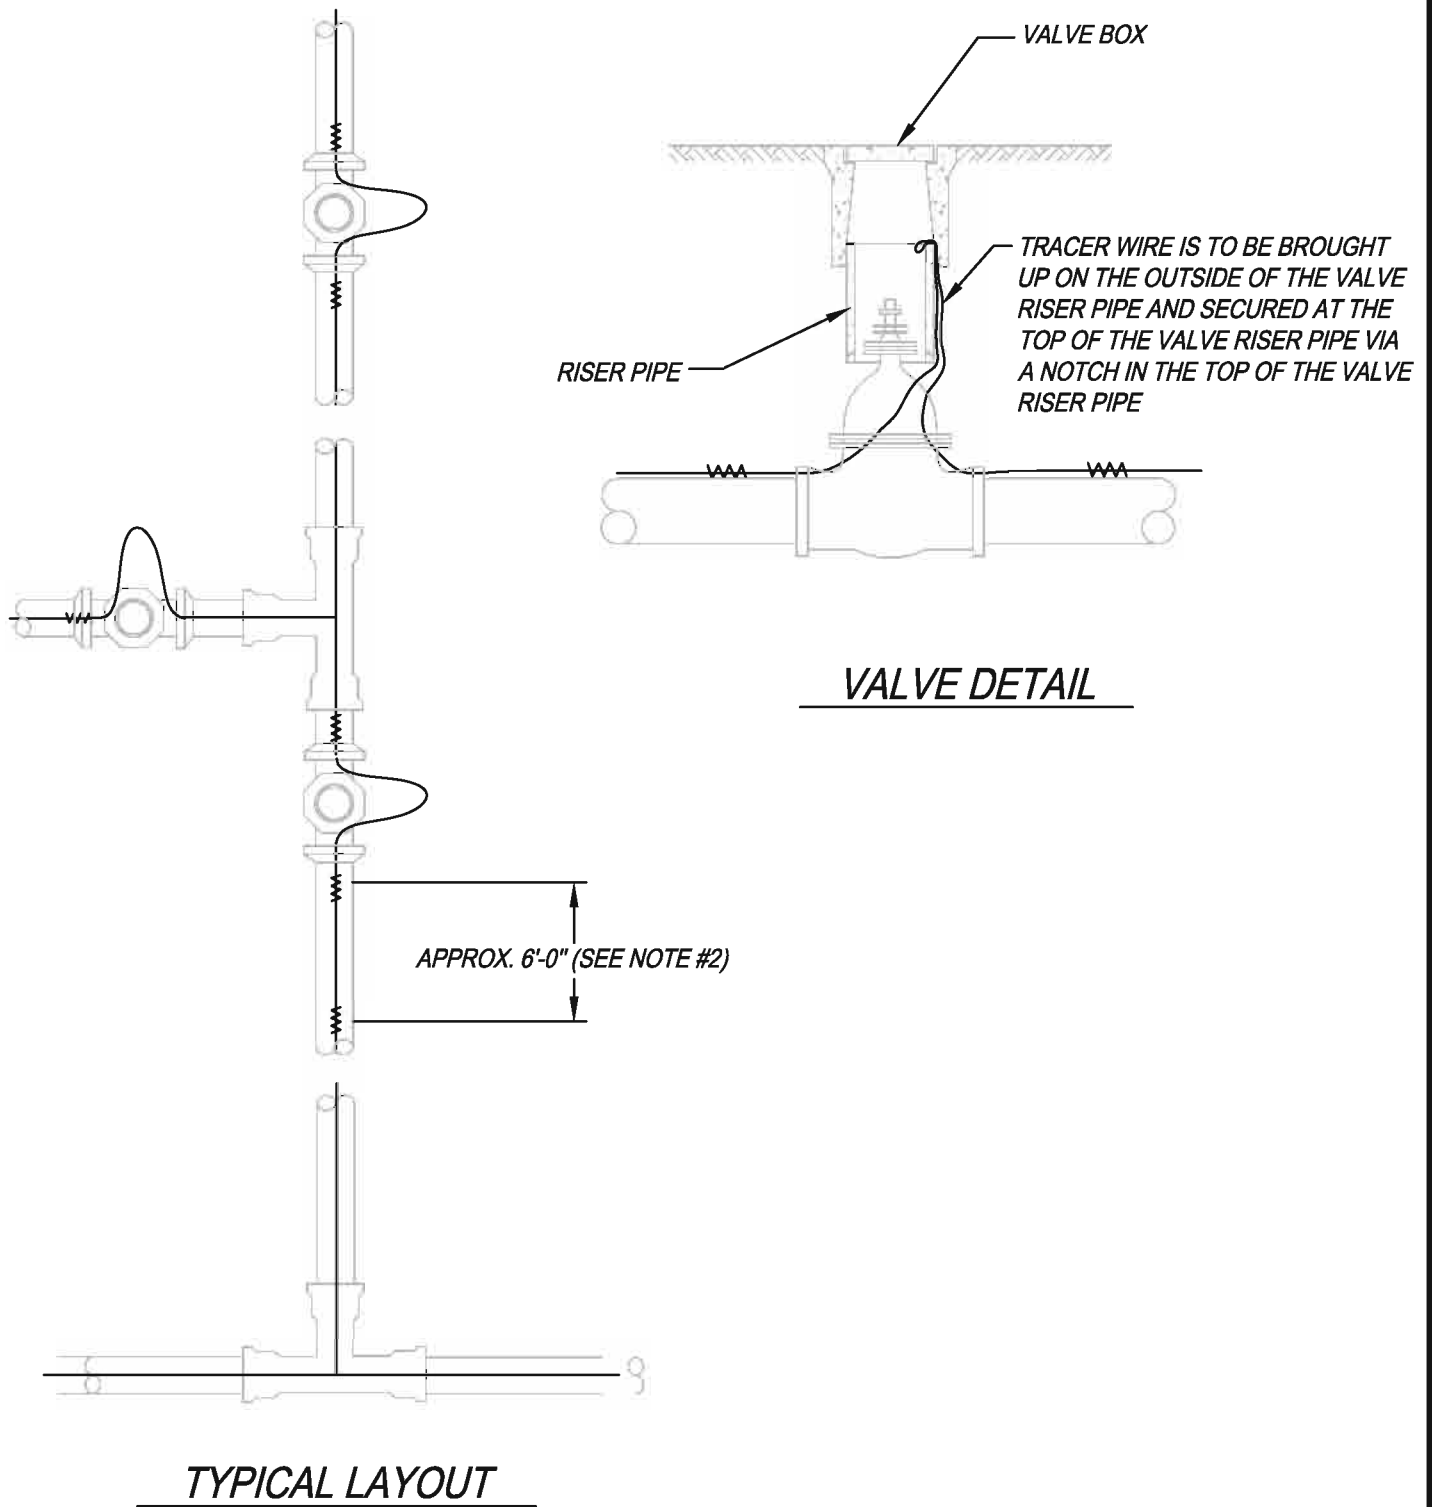 VALVE BOX
TRACER WIRE IS TO BE BROUGHT
UP ON THE OUTSIDE OF THE VALVE
RISER PIPE AND SECURED AT THE
TOP OF THE VALVE RISER PIPE VIA
A NOTCH IN THE TOP OF THE VALVE
RISER PIPE
RISER PIPE
VALVE DETAIL
APPROX. 6'-0" (SEE NOTE #2)
TYPICAL LAYOUT